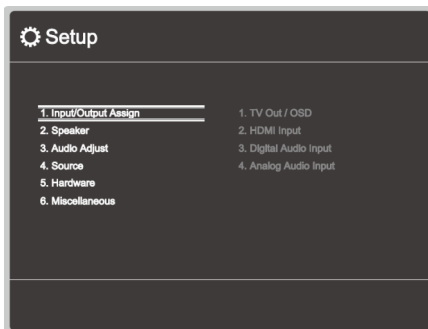 Setup
1. Input/Output Assign
2. Speaker
3. Audio Adjust
4. Source
5. Hardware
6. Miscellaneous
1. TV Out / OSD
2. HDMI Input
3. Digital Audio Input
4. Analog Audio Input